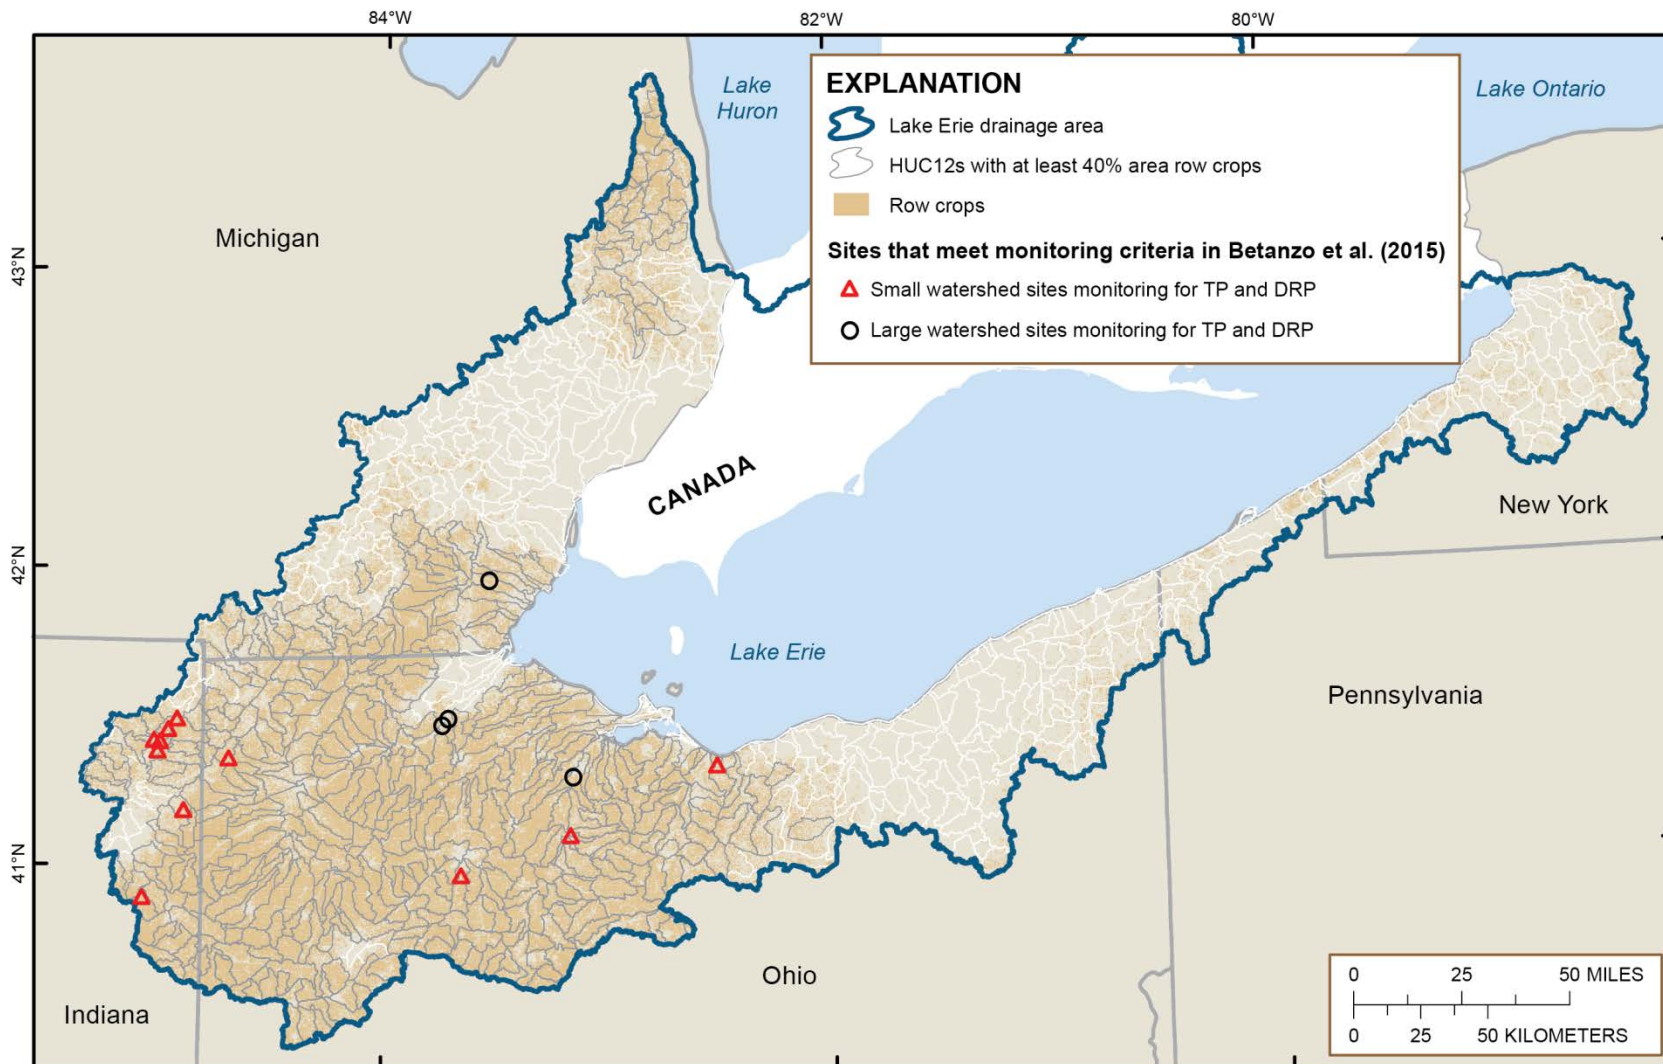 84°W
82°W
80°W
Lake
Huron
Lake Ontario
EXPLANATION
Lake Erie drainage area
HUC12s with at least 40% area row crops
Row crops
Sites that meet monitoring criteria in Betanzo et al. (2015)
Small watershed sites monitoring for TP and DRP
Large watershed sites monitoring for TP and DRP
Michigan
43°N
CANADA
New York
42°N
Lake Erie
Pennsylvania
41°N
Ohio
Indiana
0 25 50 MILES
0 25 50 KILOMETERS